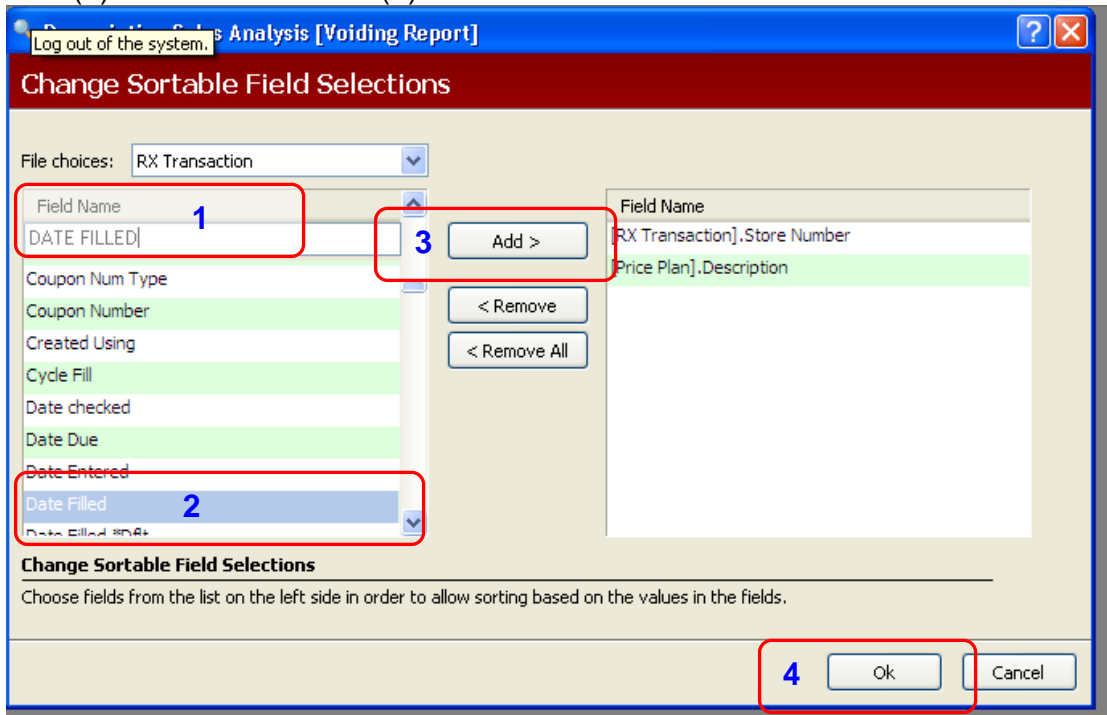 Log out of the system. s Analysis [Voiding Report]
Change Sortable Field Selections
File choices: RX Transaction
Field Name
1
DATE FILLED
Coupon Num Type
Coupon Number
Created Using
Cycle Fill
Date checked
Date Due
Date Entered
Date Filled
2
Date Filled *Dflt
3
Add >
< Remove
< Remove All
Field Name
[RX Transaction].Store Number
[Price Plan].Description
Change Sortable Field Selections
Choose fields from the list on the left side in order to allow sorting based on the values in the fields.
4
Ok
Cancel